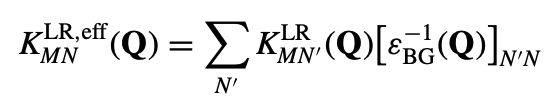 K_{MN}^{LR,eff}(𝐐) = ∑_{N′} K_{MN′}^{LR}(𝐐)[ε_{BG}^{−1}(𝐐)]_{N′N}